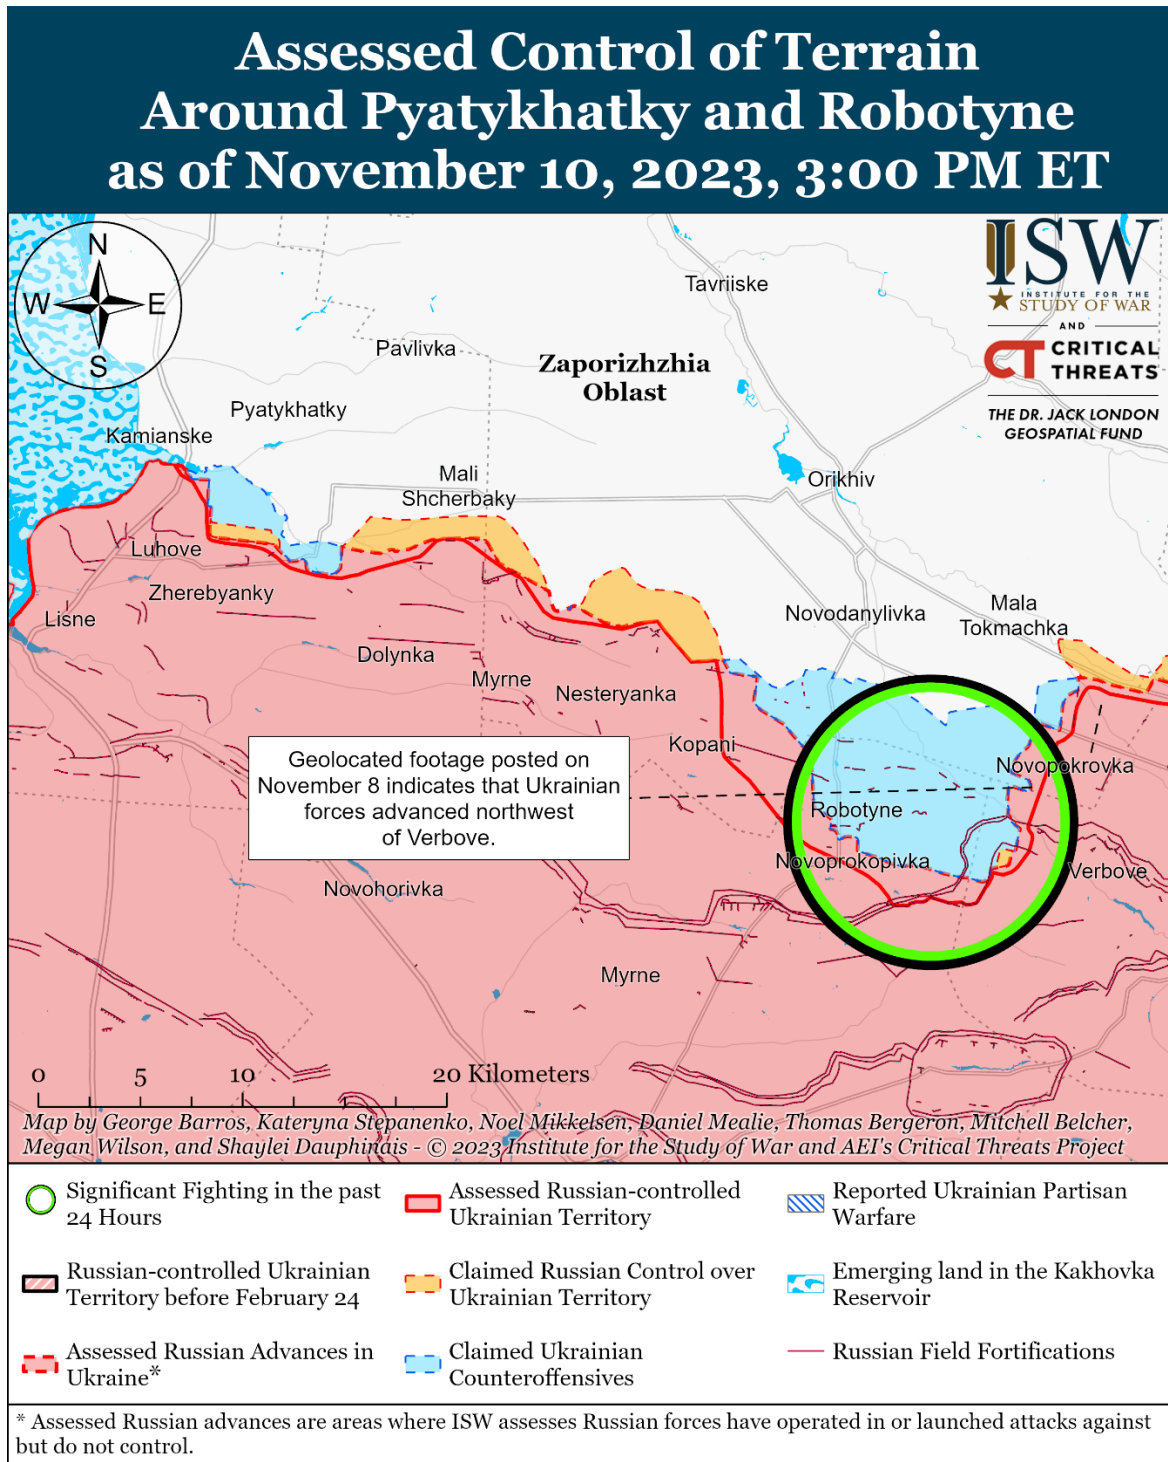 Assessed Control of Terrain
Around Pyatykhatky and Robotyne
as of November 10, 2023, 3:00 PM ET
N
W E
S
ISW
INSTITUTE FOR THE
STUDY OF WAR
AND
CT CRITICAL
THREATS
THE DR. JACK LONDON
GEOSPATIAL FUND
Tavriiske
Pavlivka
Zaporizhzhia
Oblast
Pyatykhatky
Kamianske
Mali
Shcherbaky
Orikhiv
Luhove
Zherebyanky
Lisne
Novodanylivka
Mala
Tokmachka
Dolynka
Myrne
Nesteryanka
Kopani
Novopokrovka
Geolocated footage posted on
November 8 indicates that Ukrainian
forces advanced northwest
of Verbove.
Robotyne
Novoprokopivka
Verbove
Novohorivka
Myrne
0 5 10 20 Kilometers
Map by George Barros, Kateryna Stepanenko, Noel Mikkelsen, Daniel Mealie, Thomas Bergeron, Mitchell Belcher,
Megan Wilson, and Shaylei Dauphinais - © 2023 Institute for the Study of War and AEI's Critical Threats Project
Significant Fighting in the past
24 Hours
Assessed Russian-controlled
Ukrainian Territory
Reported Ukrainian Partisan
Warfare
Russian-controlled Ukrainian
Territory before February 24
Claimed Russian Control over
Ukrainian Territory
Emerging land in the Kakhovka
Reservoir
Assessed Russian Advances in
Ukraine*
Claimed Ukrainian
Counteroffensives
Russian Field Fortifications
* Assessed Russian advances are areas where ISW assesses Russian forces have operated in or launched attacks against
but do not control.